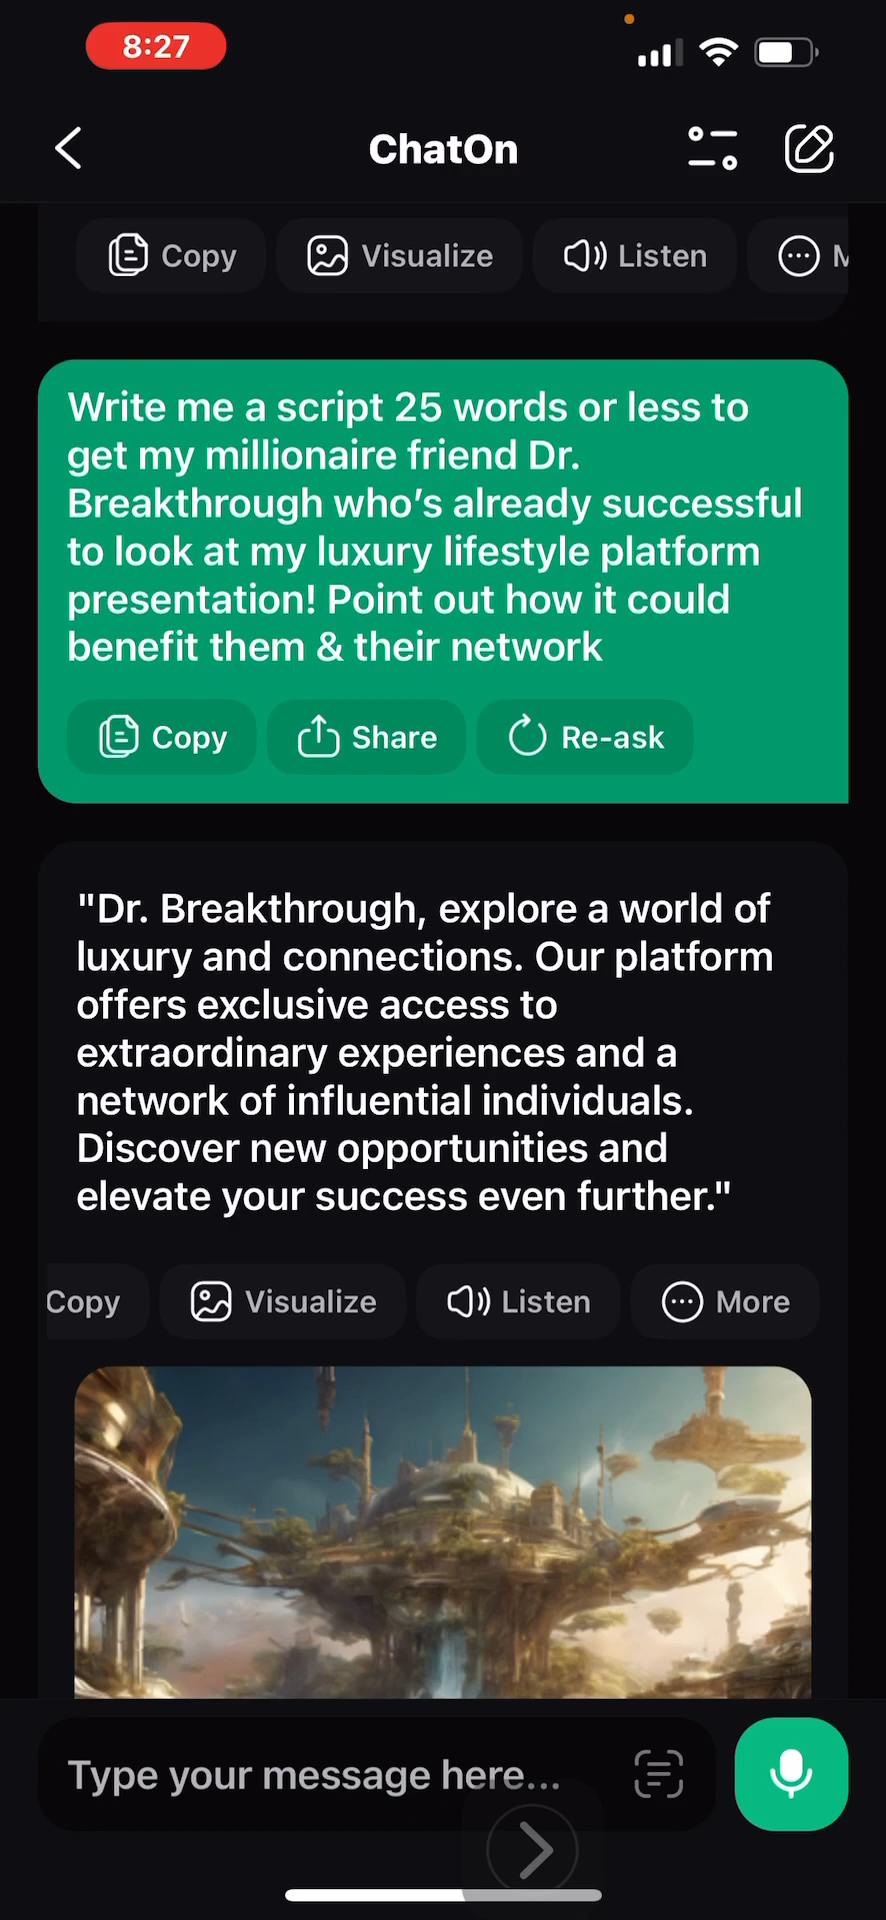 8:27
ChatOn
Copy
Visualize
Listen
Write me a script 25 words or less to
get my millionaire friend Dr.
Breakthrough who’s already successful
to look at my luxury lifestyle platform
presentation! Point out how it could
benefit them & their network
Copy
Share
Re-ask
"Dr. Breakthrough, explore a world of
luxury and connections. Our platform
offers exclusive access to
extraordinary experiences and a
network of influential individuals.
Discover new opportunities and
elevate your success even further."
Copy
Visualize
Listen
More
Type your message here...